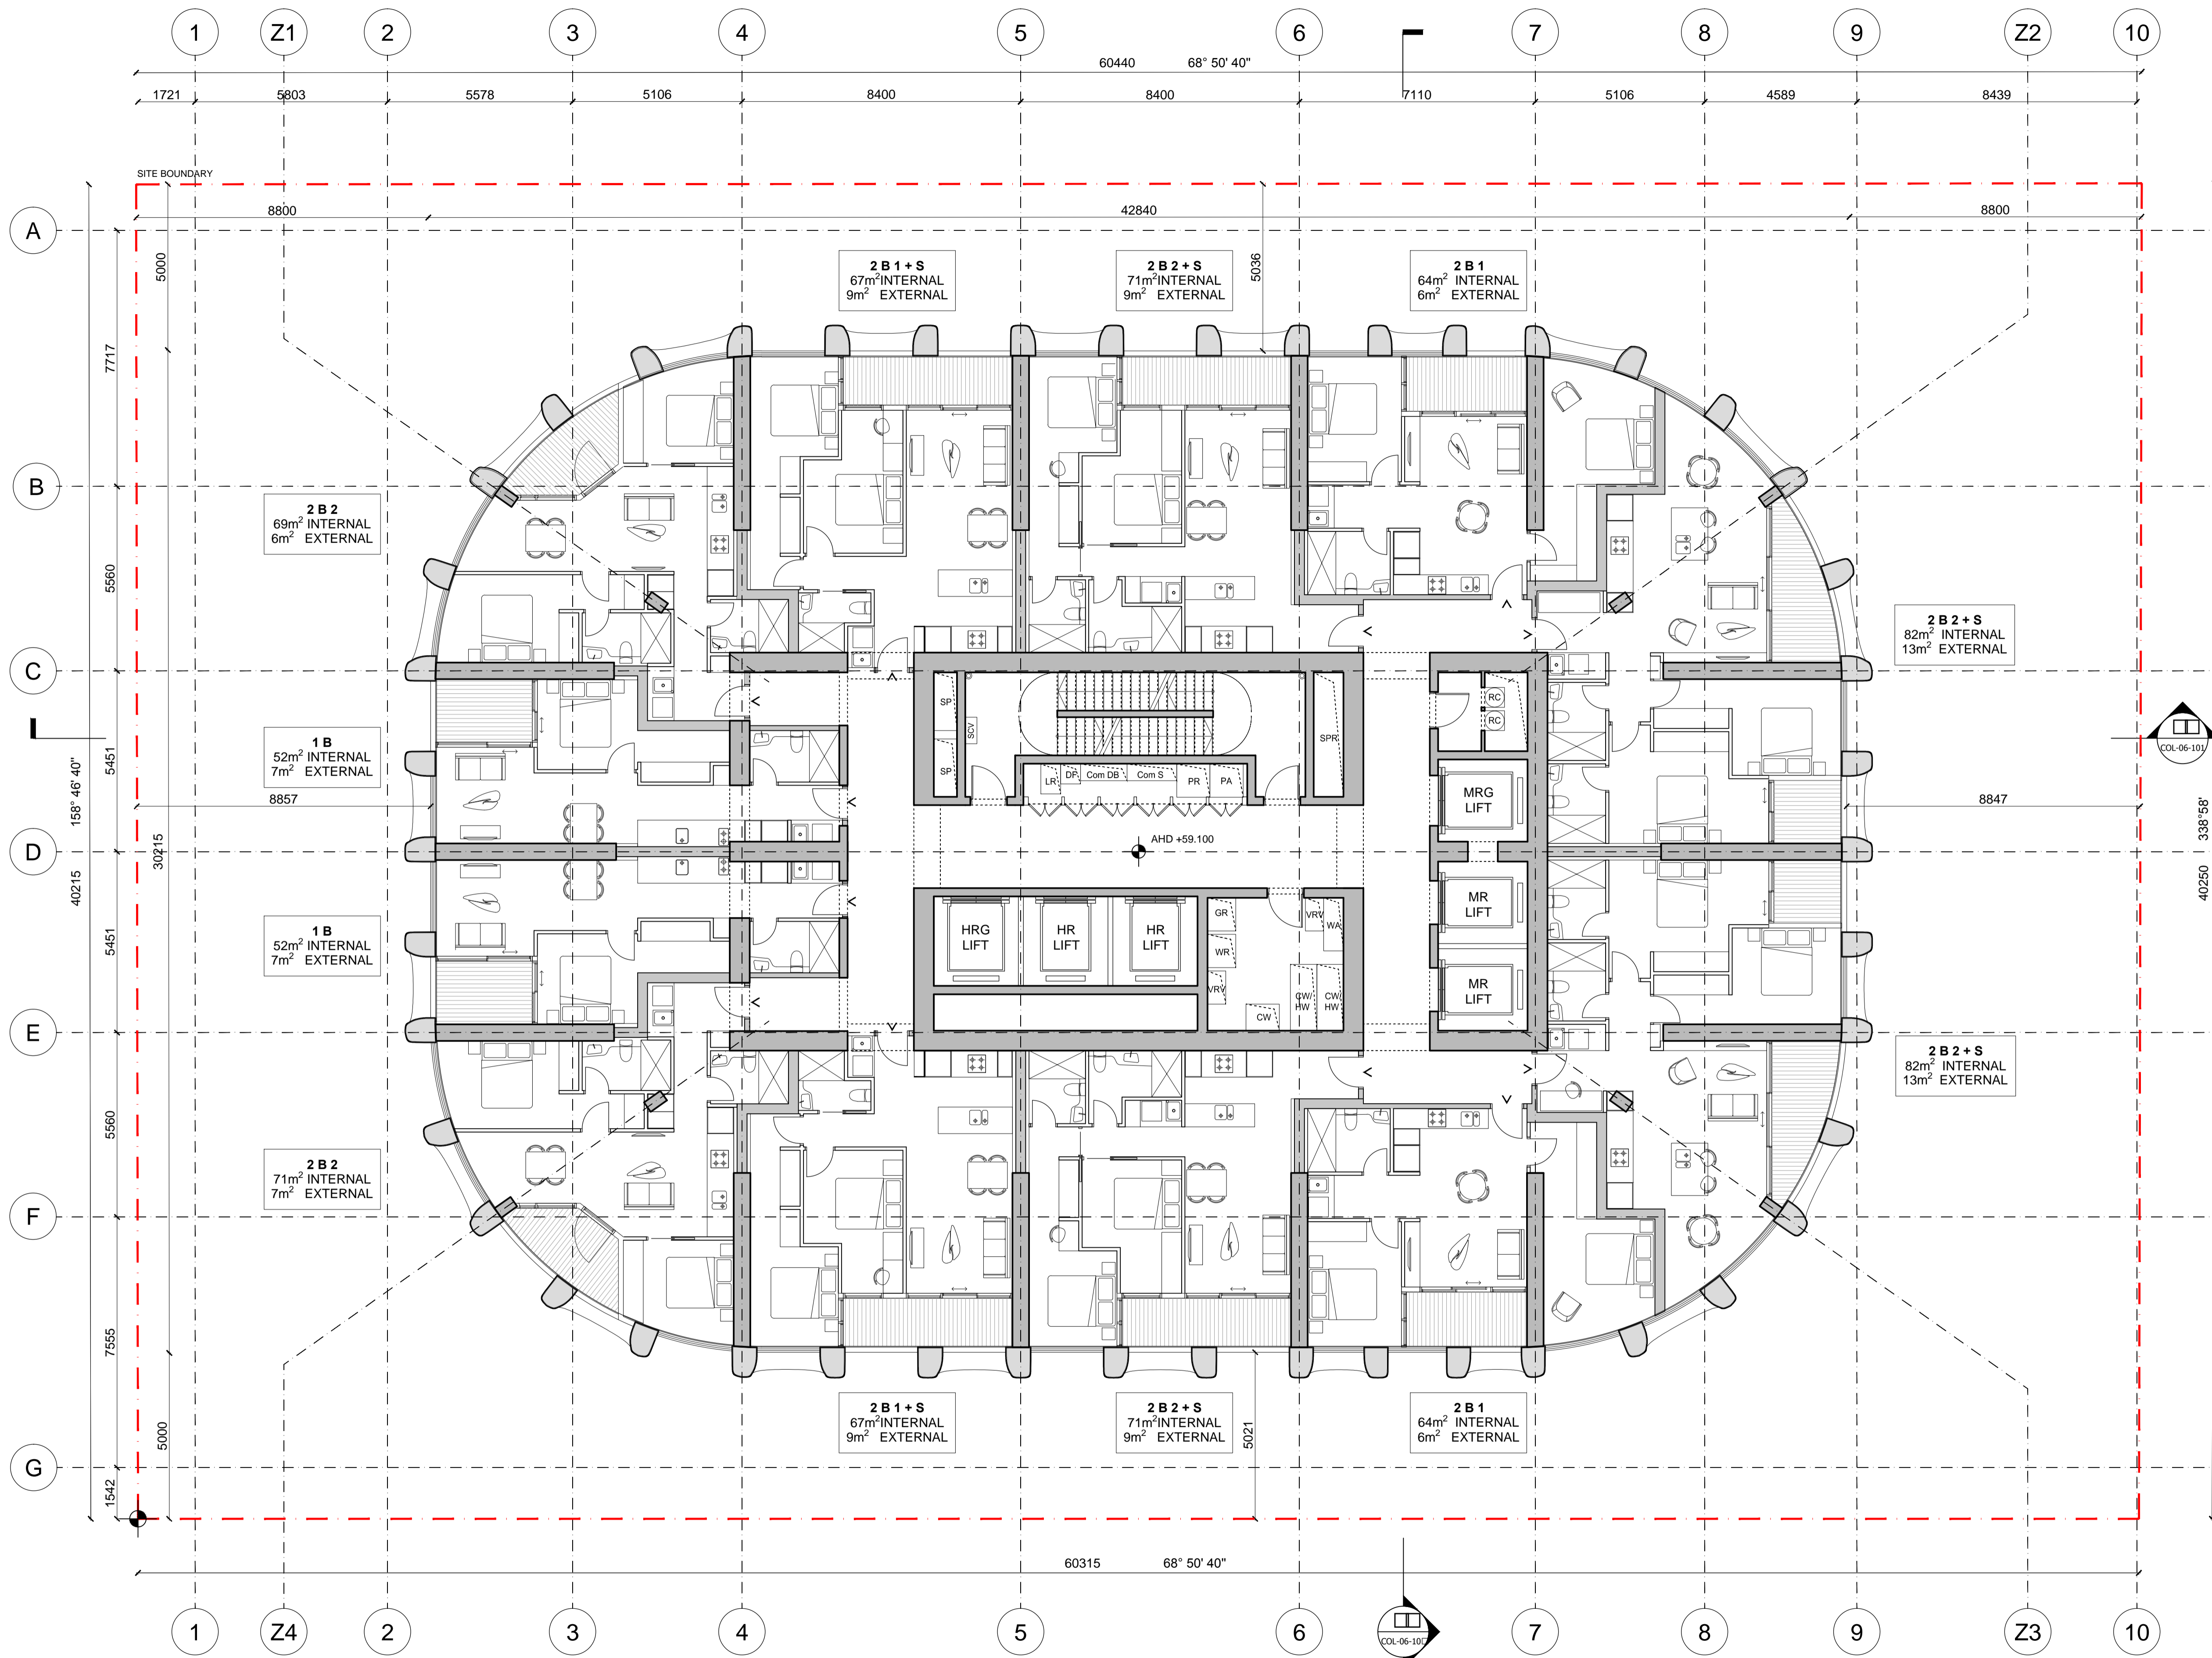 1 Z1 2 3 4 5 6 7 8 9 Z2 10
60440 68° 50' 40"
1721 5803 5578 5106 8400 8400 7110 5106 4589 8439
SITE BOUNDARY
8800 42840 8800
A
5000
5036
2 B 1 + S
67m² INTERNAL
9m² EXTERNAL
2 B 2 + S
71m² INTERNAL
9m² EXTERNAL
2 B 1
64m² INTERNAL
6m² EXTERNAL
7717
B
2 B 2
69m² INTERNAL
6m² EXTERNAL
5560
2 B 2 + S
82m² INTERNAL
13m² EXTERNAL
C
SP
SCV
SP
SPR
RC
RC
1 B
52m² INTERNAL
7m² EXTERNAL
5451
COL-06-101
LR DP Com DB Com S PR PA
MRG
LIFT
8857
8847
158° 46' 40"
40215
30215
338°58'
40250
D
AHD +59.100
HRG
LIFT
HR
LIFT
HR
LIFT
GR
WR
VRV
VRV
WA
CW
CW/
HW
CW/
HW
MR
LIFT
MR
LIFT
1 B
52m² INTERNAL
7m² EXTERNAL
5451
E
2 B 2 + S
82m² INTERNAL
13m² EXTERNAL
5560
2 B 2
71m² INTERNAL
7m² EXTERNAL
F
7555
5000
2 B 1 + S
67m² INTERNAL
9m² EXTERNAL
2 B 2 + S
71m² INTERNAL
9m² EXTERNAL
5021
2 B 1
64m² INTERNAL
6m² EXTERNAL
G
1542
60315 68° 50' 40"
1 Z4 2 3 4 5 6 7 8 9 Z3 10
COL-06-10